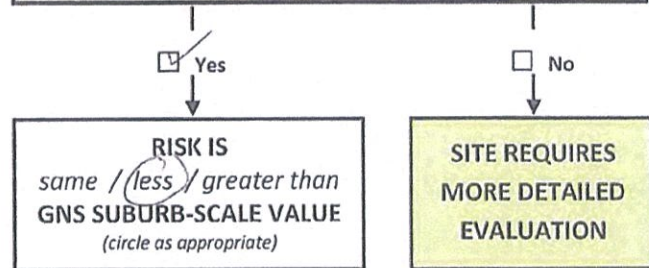 Yes
No
RISK IS
same / less / greater than
GNS SUBURB-SCALE VALUE
(circle as appropriate)
SITE REQUIRES
MORE DETAILED
EVALUATION